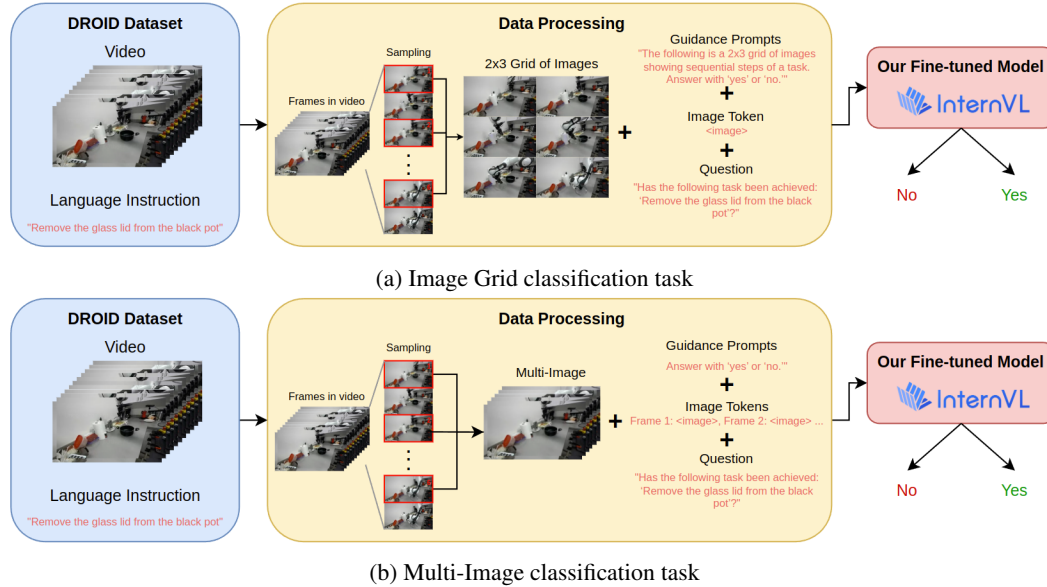 DROID Dataset
Video
Language Instruction
"Remove the glass lid from the black pot"
Data Processing
Sampling
Frames in video
2x3 Grid of Images
Guidance Prompts
"The following is a 2x3 grid of images
showing sequential steps of a task.
Answer with 'yes' or 'no.'"
+
+
Image Token
<image>
+
Question
"Has the following task been achieved:
'Remove the glass lid from the black
pot'?"
Our Fine-tuned Model
InternVL
No
Yes
(a) Image Grid classification task
DROID Dataset
Video
Language Instruction
"Remove the glass lid from the black pot"
Data Processing
Sampling
Frames in video
Multi-Image
Guidance Prompts
Answer with 'yes' or 'no.'"
+
+
Image Tokens
Frame 1: <image>, Frame 2: <image> ...
+
Question
"Has the following task been achieved:
'Remove the glass lid from the black
pot'?"
Our Fine-tuned Model
InternVL
No
Yes
(b) Multi-Image classification task